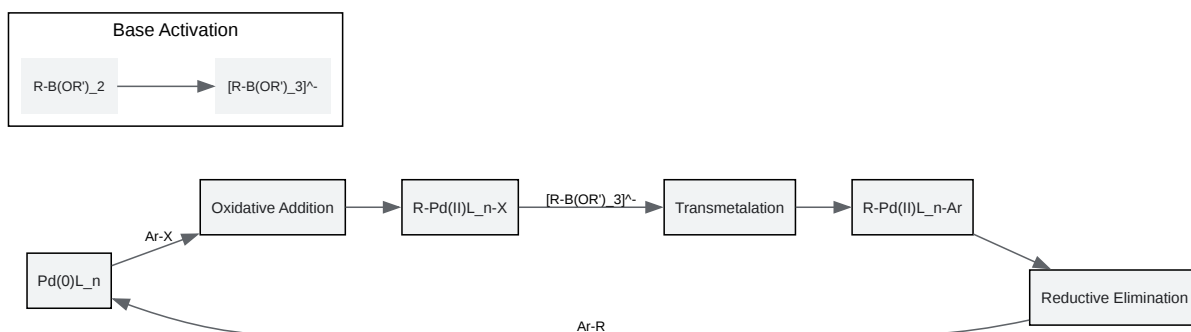 Base Activation
R-B(OR')_2
[R-B(OR')_3]^-
Oxidative Addition
R-Pd(II)L_n-X
[R-B(OR')_3]^-
Transmetalation
R-Pd(II)L_n-Ar
Ar-X
Pd(0)L_n
Reductive Elimination
Ar-R